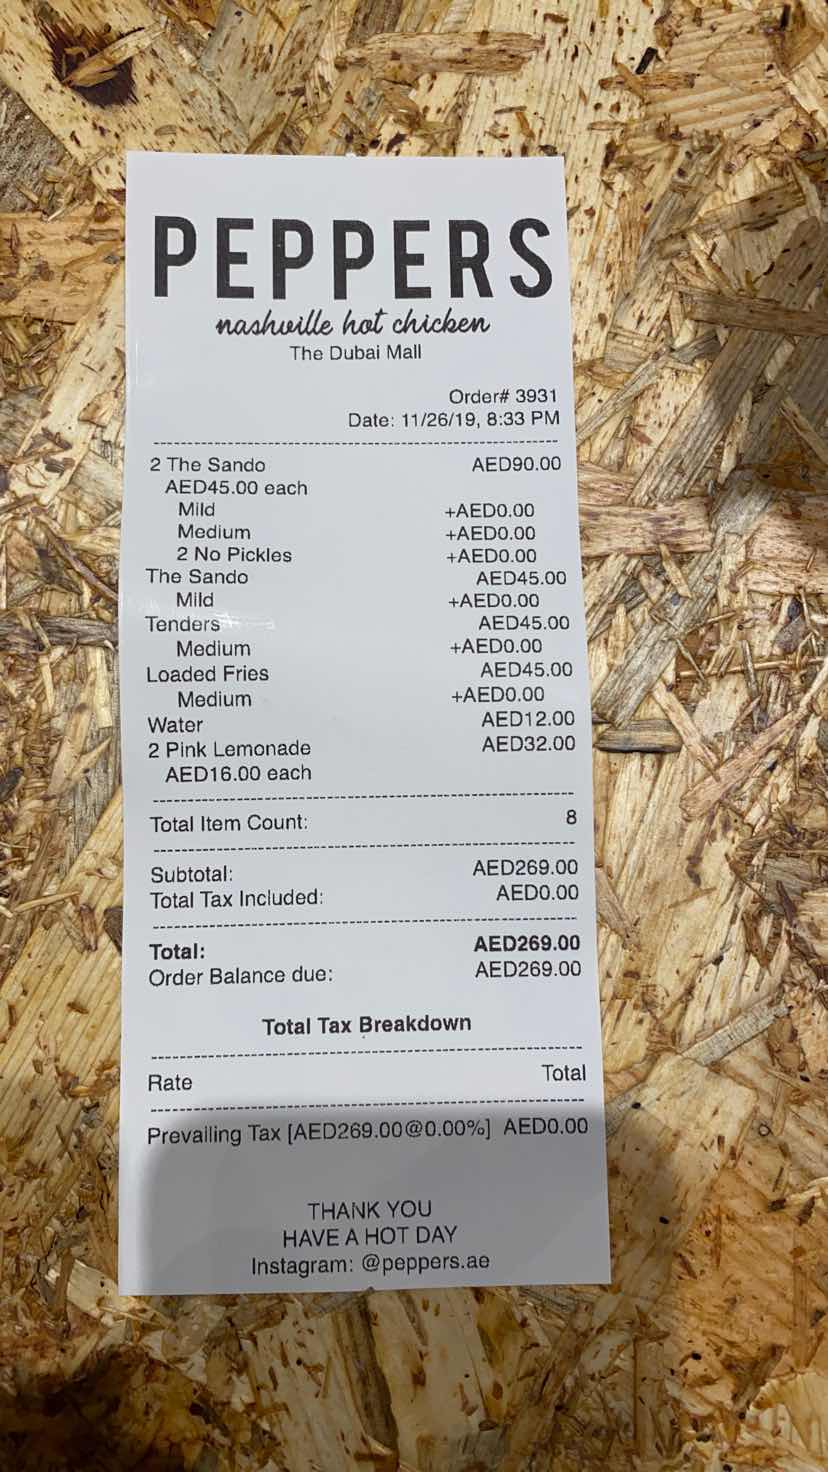 PEPPERS
nashville hot chicken
The Dubai Mall
Order# 3931
Date: 11/26/19, 8:33 PM
2 The Sando AED90.00
AED45.00 each
Mild +AED0.00
Medium +AED0.00
2 No Pickles +AED0.00
The Sando AED45.00
Mild +AED0.00
Tenders AED45.00
Medium +AED0.00
Loaded Fries AED45.00
Medium +AED0.00
Water AED12.00
2 Pink Lemonade AED32.00
AED16.00 each
Total Item Count: 8
Subtotal: AED269.00
Total Tax Included: AED0.00
Total: AED269.00
Order Balance due: AED269.00
Total Tax Breakdown
Rate Total
Prevailing Tax [AED269.00@0.00%] AED0.00
THANK YOU
HAVE A HOT DAY
Instagram: @peppers.ae